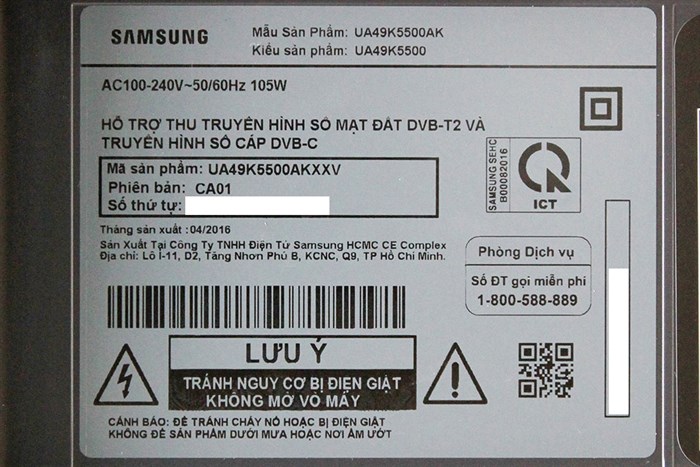 SAMSUNG
Mẫu Sản Phẩm: UA49K5500AK
Kiểu sản phẩm: UA49K5500
AC100-240V~50/60Hz 105W
HỖ TRỢ THU TRUYỀN HÌNH SỐ MẶT ĐẤT DVB-T2 VÀ
TRUYỀN HÌNH SỐ CÁP DVB-C
Mã sản phẩm: UA49K5500AKXXV
Phiên bản: CA01
Số thứ tự:
SAMSUNG SEHC
B00082016
ICT
Tháng sản xuất :04/2016
Sản Xuất Tại Công Ty TNHH Điện Tử Samsung HCMC CE Complex
Địa chỉ: Lô I-11, D2, Tăng Nhơn Phú B, KCNC, Q9, TP Hồ Chí Minh.
Phòng Dịch vụ
Số ĐT gọi miễn phí
1-800-588-889
LƯU Ý
TRÁNH NGUY CƠ BỊ ĐIỆN GIẬT
KHÔNG MỞ VỎ MÁY
CẢNH BÁO: ĐỂ TRÁNH CHÁY NỔ HOẶC BỊ ĐIỆN GIẬT
KHÔNG ĐỂ SẢN PHẨM DƯỚI MƯA HOẶC NƠI ẨM ƯỚT